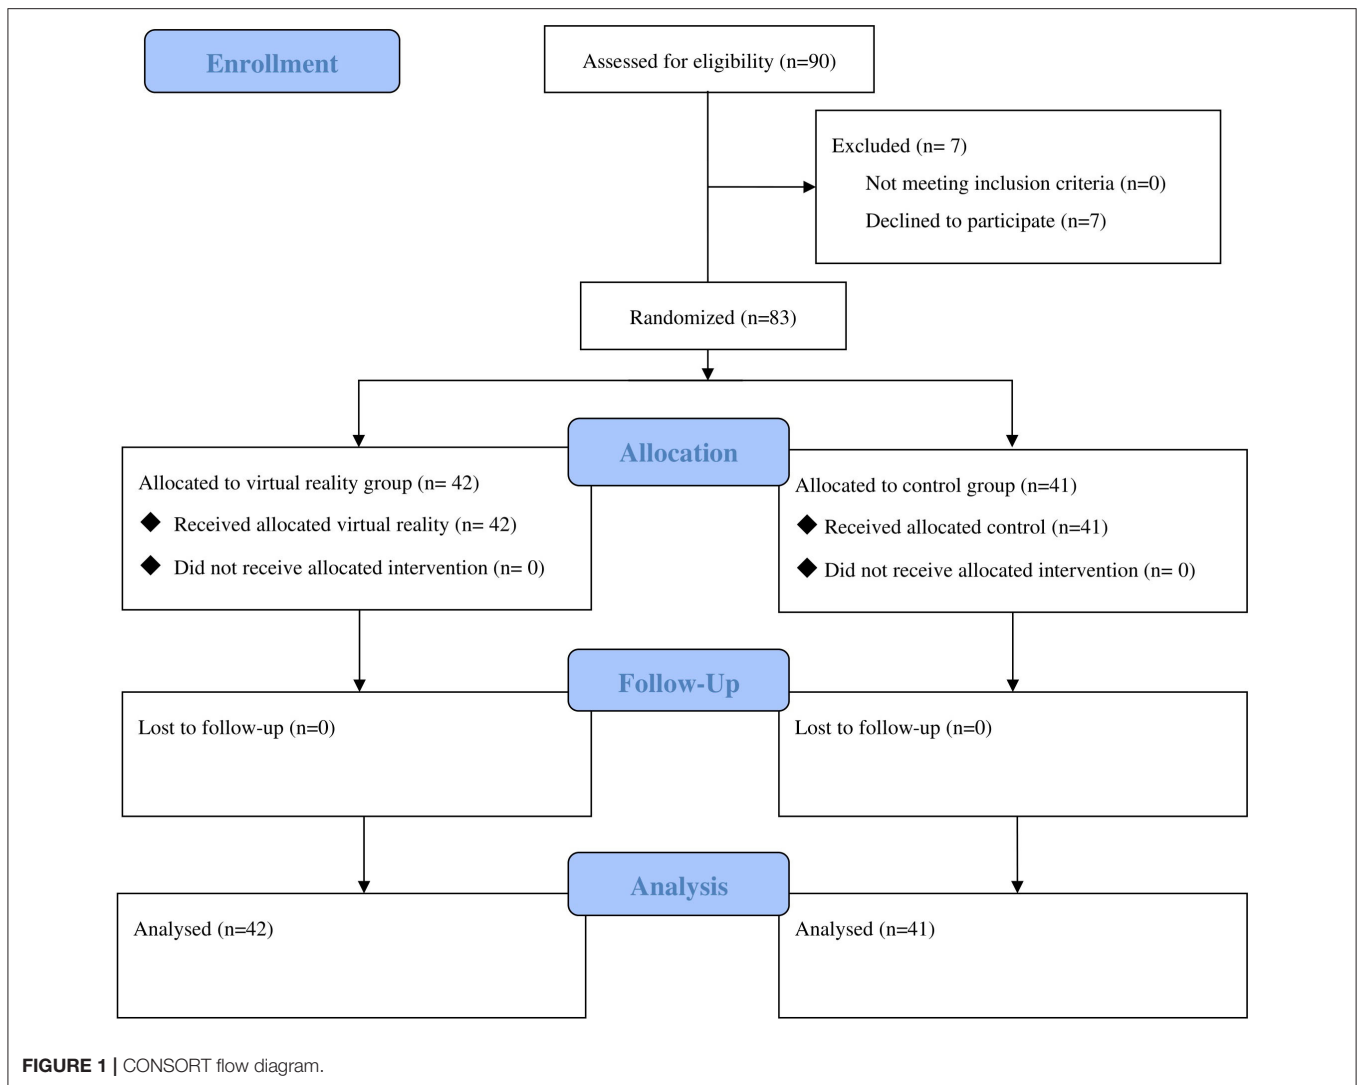 Enrollment
Assessed for eligibility (n=90)
Excluded (n= 7)
Not meeting inclusion criteria (n=0)
Declined to participate (n=7)
Randomized (n=83)
Allocation
Allocated to virtual reality group (n= 42)
◆ Received allocated virtual reality (n= 42)
◆ Did not receive allocated intervention (n= 0)
Allocated to control group (n=41)
◆ Received allocated control (n=41)
◆ Did not receive allocated intervention (n= 0)
Follow-Up
Lost to follow-up (n=0)
Lost to follow-up (n=0)
Analysis
Analysed (n=42)
Analysed (n=41)
FIGURE 1 | CONSORT flow diagram.